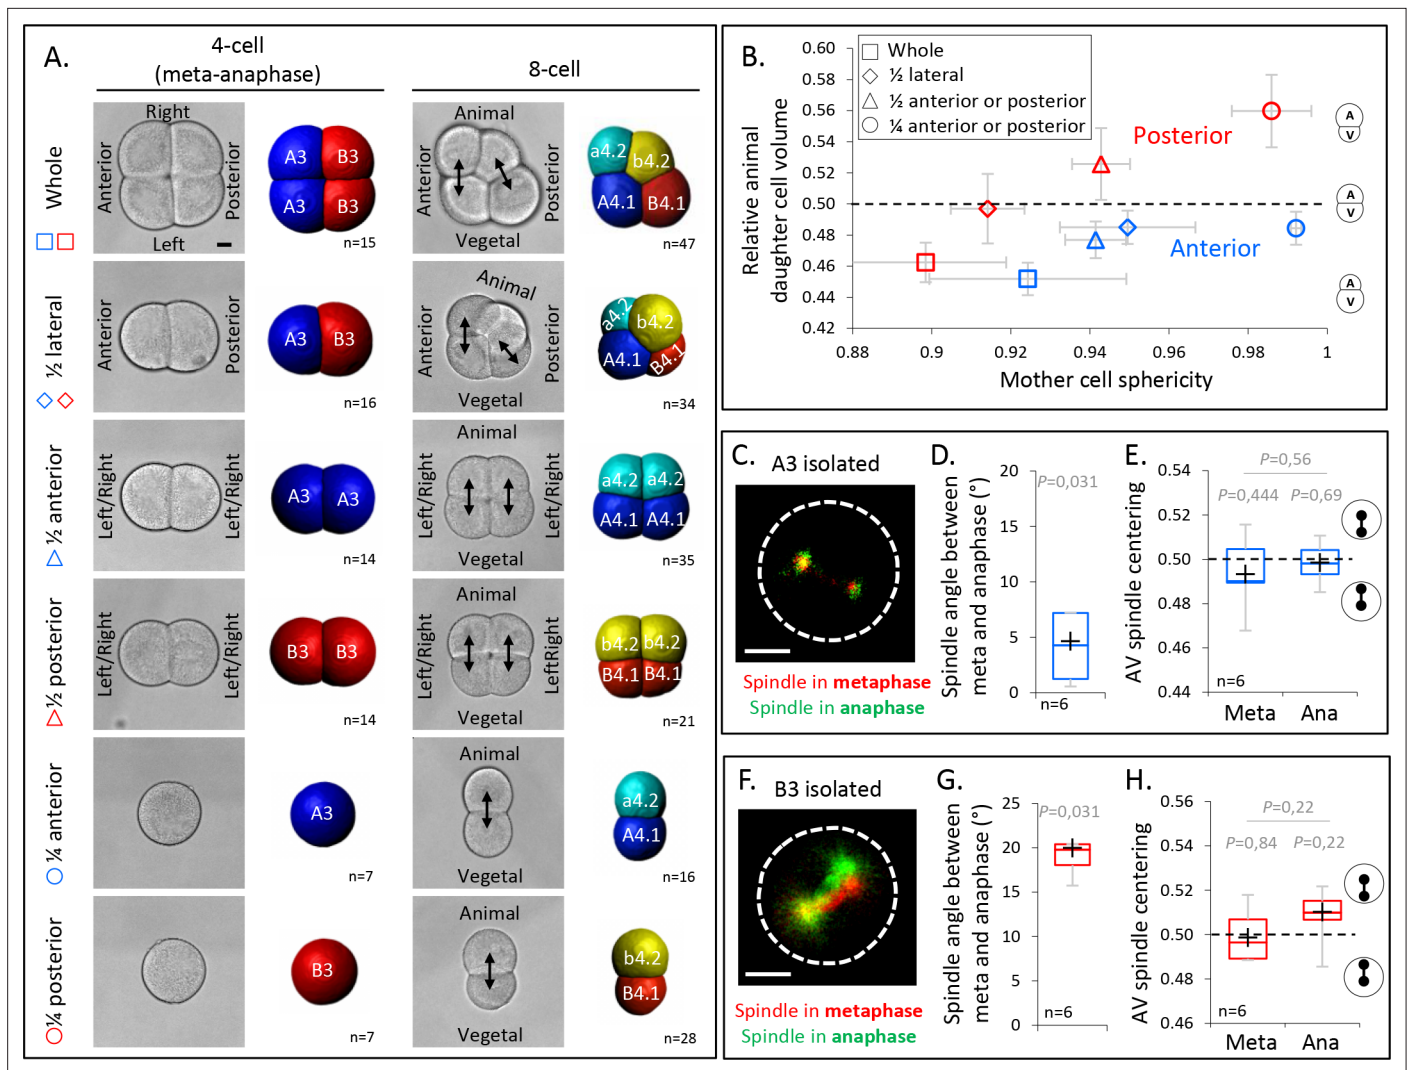 A.
4-cell
(meta-anaphase)
8-cell
Whole
Right
Anterior
Posterior
Left
A3
B3
A3
B3
n=15
Animal
Anterior
Posterior
Vegetal
a4.2
b4.2
A4.1
B4.1
n=47
½ lateral
Anterior
Posterior
A3
B3
n=16
Animal
Anterior
Posterior
Vegetal
a4.2
b4.2
A4.1
B4.1
n=34
½ anterior
Left/Right
Left/Right
A3
A3
n=14
Animal
Left/Right
Left/Right
Vegetal
a4.2
a4.2
A4.1
A4.1
n=35
½ posterior
Left/Right
Left/Right
B3
B3
n=14
Animal
Left/Right
LeftRight
Vegetal
b4.2
b4.2
B4.1
B4.1
n=21
¼ anterior
A3
n=7
Animal
Vegetal
a4.2
A4.1
n=16
¼ posterior
B3
n=7
Animal
Vegetal
b4.2
B4.1
n=28
B.
Whole
½ lateral
½ anterior or posterior
¼ anterior or posterior
Relative animal
daughter cell volume
0.60
0.58
0.56
0.54
0.52
0.50
0.48
0.46
0.44
0.42
Posterior
Anterior
A
V
A
V
A
V
0.88
0.9
0.92
0.94
0.96
0.98
1
Mother cell sphericity
C.
A3 isolated
Spindle in metaphase
Spindle in anaphase
D.
Spindle angle between
meta and anaphase (°)
20
15
10
5
0
P=0,031
n=6
E.
AV spindle centering
0.54
0.52
0.50
0.48
0.46
0.44
P=0,56
P=0,444
P=0,69
n=6
Meta
Ana
F.
B3 isolated
Spindle in metaphase
Spindle in anaphase
G.
Spindle angle between
meta and anaphase (°)
25
20
15
10
5
0
P=0,031
n=6
H.
AV spindle centering
0.56
0.54
0.52
0.50
0.48
0.46
P=0,22
P=0,84
P=0,22
n=6
Meta
Ana